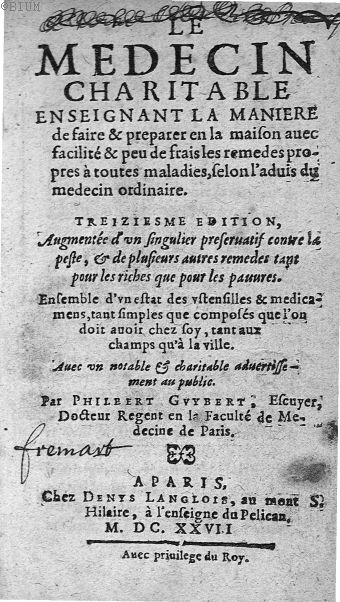 ©BIUM
LE
MEDECIN
CHARITABLE
ENSEIGNANT LA MANIERE
de faire & preparer en la maison auec
facilité & peu de frais les remedes pro-
pres à toutes maladies, selon l'aduis du
medecin ordinaire.
TREIZIESME EDITION,
Augmentée d'vn singulier preseruatif contre la
peste, & de plusieurs autres remedes tant
pour les riches que pour les pauures.
Ensemble d'vn estat des vstensilles & medica-
mens, tant simples que composés que l'on
doit auoit chez soy, tant aux
champs qu'à la ville.
Auec vn notable & charitable aduertisse-
ment au public.
Par PHILBERT GVYBERT, Escuyer,
Docteur Regent en la Faculté de Me-
decine de Paris.
fremart
A PARIS,
Chez DENYS LANGLOIS, au mont S.
Hilaire, à l'enseigne du Pelican,
M. DC. XXVII
Auec priuilege du Roy.